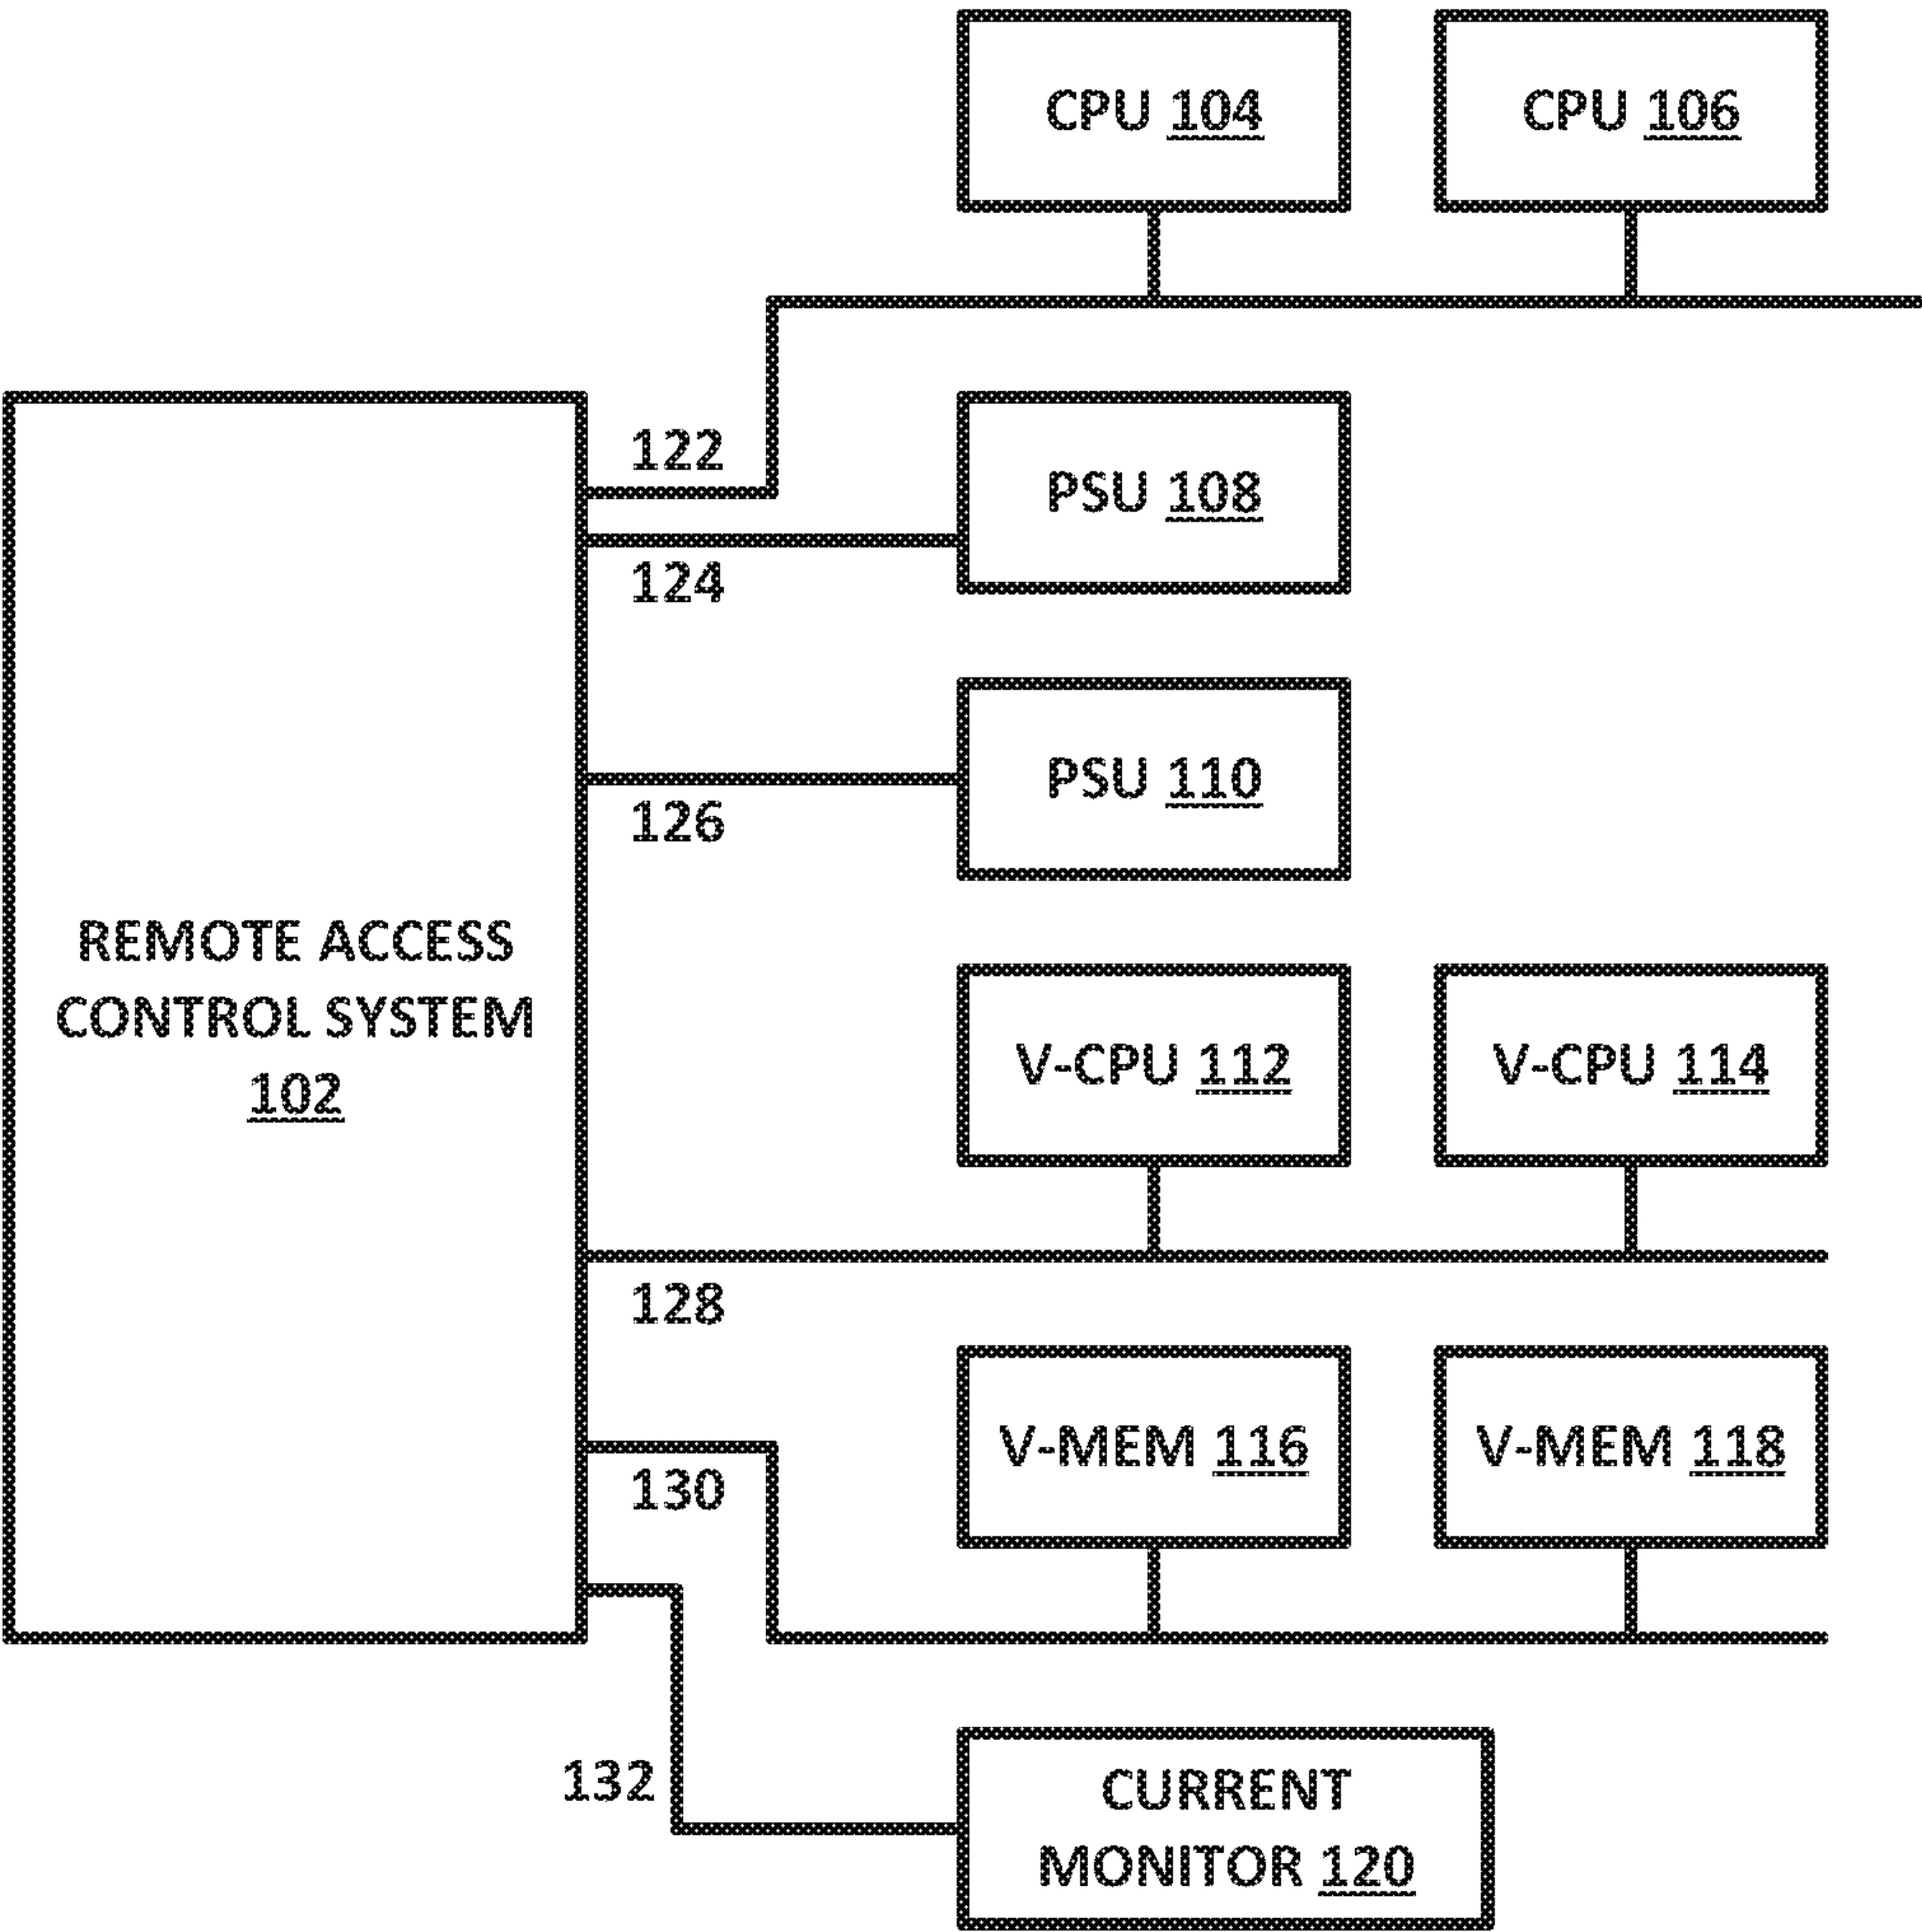 CPU 104
CPU 106
122
PSU 108
124
PSU 110
126
REMOTE ACCESS
CONTROL SYSTEM
102
V-CPU 112
V-CPU 114
128
V-MEM 116
V-MEM 118
130
132
CURRENT
MONITOR 120